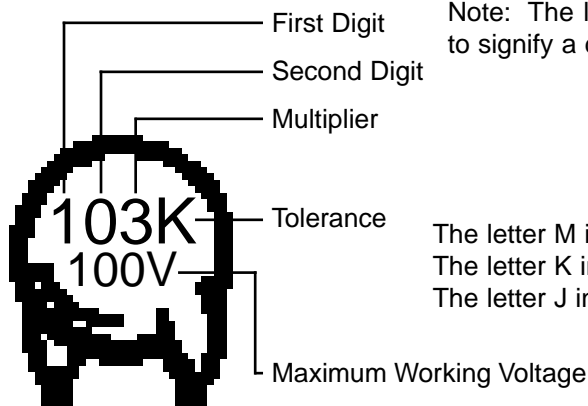 First Digit
Second Digit
Multiplier
Tolerance
Maximum Working Voltage
103K
100V
Note: The
to signify a
The letter M
The letter K
The letter J